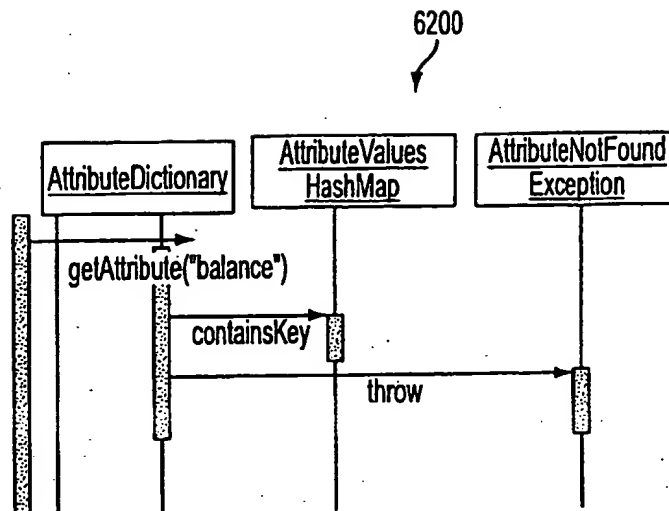 6200
AttributeDictionary
AttributeValues
HashMap
AttributeNotFound
Exception
getAttribute("balance")
containsKey
throw